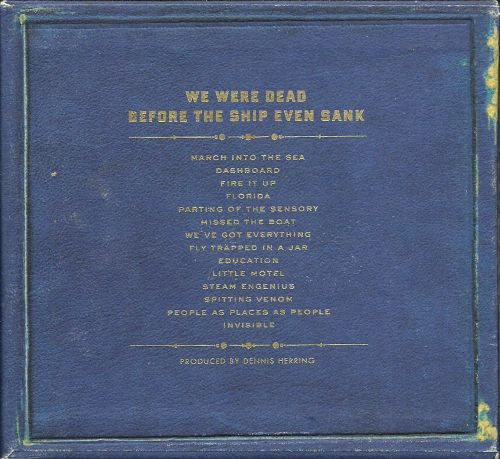 WE WERE DEAD
BEFORE THE SHIP EVEN SANK
MARCH INTO THE SEA
DASHBOARD
FIRE IT UP
FLORIDA
PARTING OF THE SENSORY
MISSED THE BOAT
WE'VE GOT EVERYTHING
FLY TRAPPED IN A JAR
EDUCATION
LITTLE MOTEL
STEAM ENGENIUS
SPITTING VENOM
PEOPLE AS PLACES AS PEOPLE
INVISIBLE
PRODUCED BY DENNIS HERRING